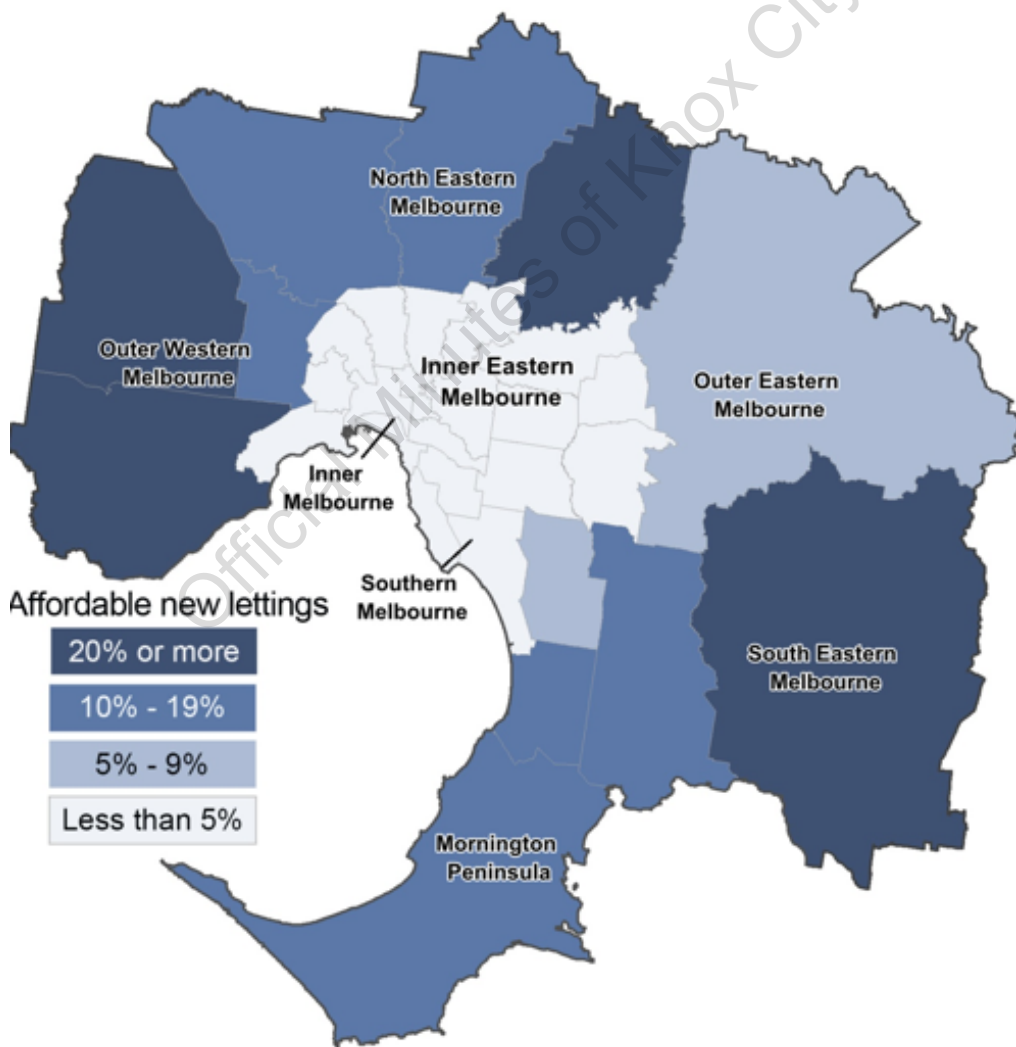 Official Minutes of Knox City
North Eastern
Melbourne
Outer Western
Melbourne
Inner Eastern
Melbourne
Outer Eastern
Melbourne
Inner
Melbourne
Southern
Melbourne
Affordable new lettings
20% or more
10% - 19%
5% - 9%
Less than 5%
South Eastern
Melbourne
Mornington
Peninsula